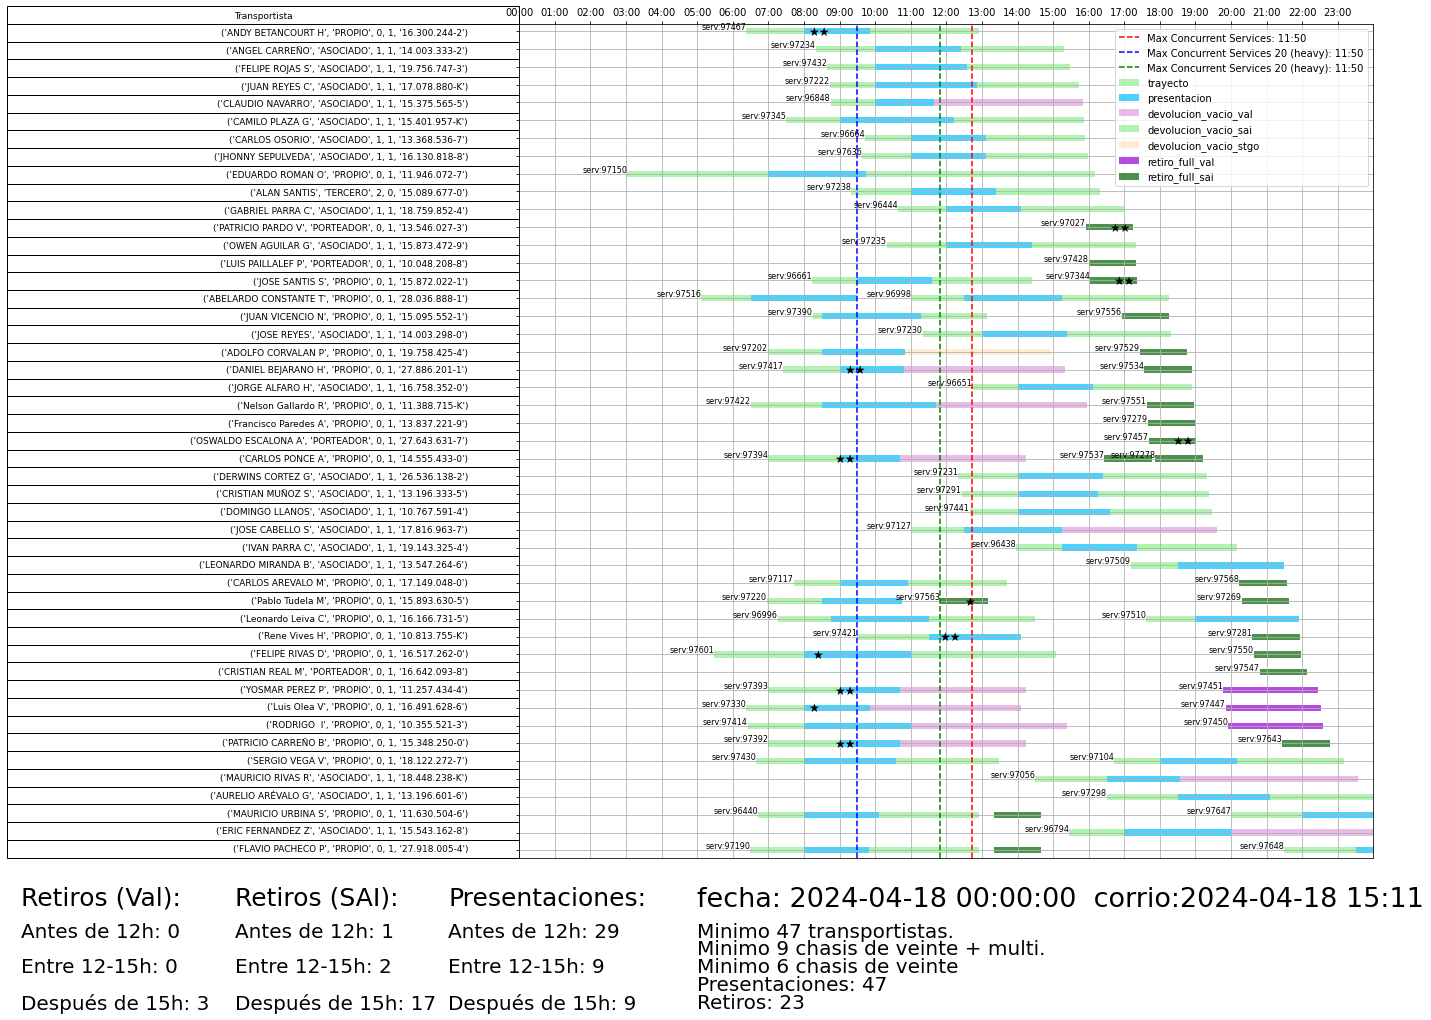 Transportista
00:00 01:00 02:00 03:00 04:00 05:00 06:00 07:00 08:00 09:00 10:00 11:00 12:00 13:00 14:00 15:00 16:00 17:00 18:00 19:00 20:00 21:00 22:00 23:00
('ANDY BETANCOURT H', 'PROPIO', 0, 1, '16.300.244-2') serv:97467
('ANGEL CARREÑO', 'ASOCIADO', 1, 1, '14.003.333-2') serv:97234
('FELIPE ROJAS S', 'ASOCIADO', 1, 1, '19.756.747-3') serv:97432
('JUAN REYES C', 'ASOCIADO', 1, 1, '17.078.880-K') serv:97222
('CLAUDIO NAVARRO', 'ASOCIADO', 1, 1, '15.375.565-5') serv:96848
('CAMILO PLAZA G', 'ASOCIADO', 1, 1, '15.401.957-K') serv:97345
('CARLOS OSORIO', 'ASOCIADO', 1, 1, '13.368.536-7') serv:96664
('JHONNY SEPULVEDA', 'ASOCIADO', 1, 1, '16.130.818-8') serv:97635
('EDUARDO ROMAN O', 'PROPIO', 0, 1, '11.946.072-7') serv:97150
('ALAN SANTIS', 'TERCERO', 2, 0, '15.089.677-0') serv:97238
('GABRIEL PARRA C', 'ASOCIADO', 1, 1, '18.759.852-4') serv:96444
('PATRICIO PARDO V', 'PORTEADOR', 0, 1, '13.546.027-3') serv:97027
('OWEN AGUILAR G', 'ASOCIADO', 1, 1, '15.873.472-9') serv:97235
('LUIS PAILLALEF P', 'PORTEADOR', 0, 1, '10.048.208-8') serv:97428
('JOSE SANTIS S', 'PROPIO', 0, 1, '15.872.022-1') serv:96661 serv:97344
('ABELARDO CONSTANTE T', 'PROPIO', 0, 1, '28.036.888-1') serv:97516 serv:96998
('JUAN VICENCIO N', 'PROPIO', 0, 1, '15.095.552-1') serv:97390 serv:97556
('JOSE REYES', 'ASOCIADO', 1, 1, '14.003.298-0') serv:97230
('ADOLFO CORVALAN P', 'PROPIO', 0, 1, '19.758.425-4') serv:97202 serv:97529
('DANIEL BEJARANO H', 'PROPIO', 0, 1, '27.886.201-1') serv:97417 serv:97534
('JORGE ALFARO H', 'ASOCIADO', 1, 1, '16.758.352-0') serv:96651
('Nelson Gallardo R', 'PROPIO', 0, 1, '11.388.715-K') serv:97422 serv:97551
('Francisco Paredes A', 'PROPIO', 0, 1, '13.837.221-9') serv:97279
('OSWALDO ESCALONA A', 'PORTEADOR', 0, 1, '27.643.631-7') serv:97457
('CARLOS PONCE A', 'PROPIO', 0, 1, '14.555.433-0') serv:97394 serv:97537 serv:97278
('DERWINS CORTEZ G', 'ASOCIADO', 1, 1, '26.536.138-2') serv:97231
('CRISTIAN MUÑOZ S', 'ASOCIADO', 1, 1, '13.196.333-5') serv:97291
('DOMINGO LLANOS', 'ASOCIADO', 1, 1, '10.767.591-4') serv:97441
('JOSE CABELLO S', 'ASOCIADO', 1, 1, '17.816.963-7') serv:97127
('IVAN PARRA C', 'ASOCIADO', 1, 1, '19.143.325-4') serv:96438
('LEONARDO MIRANDA B', 'ASOCIADO', 1, 1, '13.547.264-6') serv:97509
('CARLOS AREVALO M', 'PROPIO', 0, 1, '17.149.048-0') serv:97117 serv:97568
('Pablo Tudela M', 'PROPIO', 0, 1, '15.893.630-5') serv:97220 serv:97563 serv:97269
('Leonardo Leiva C', 'PROPIO', 0, 1, '16.166.731-5') serv:96996 serv:97510
('Rene Vives H', 'PROPIO', 0, 1, '10.813.755-K') serv:97421 serv:97281
('FELIPE RIVAS D', 'PROPIO', 0, 1, '16.517.262-0') serv:97601 serv:97550
('CRISTIAN REAL M', 'PORTEADOR', 0, 1, '16.642.093-8') serv:97547
('YOSMAR PEREZ P', 'PROPIO', 0, 1, '11.257.434-4') serv:97393 serv:97451
('Luis Olea V', 'PROPIO', 0, 1, '16.491.628-6') serv:97330 serv:97447
('RODRIGO  I', 'PROPIO', 0, 1, '10.355.521-3') serv:97414 serv:97450
('PATRICIO CARREÑO B', 'PROPIO', 0, 1, '15.348.250-0') serv:97392 serv:97643
('SERGIO VEGA V', 'PROPIO', 0, 1, '18.122.272-7') serv:97430 serv:97104
('MAURICIO RIVAS R', 'ASOCIADO', 1, 1, '18.448.238-K') serv:97056
('AURELIO ARÉVALO G', 'ASOCIADO', 1, 1, '13.196.601-6') serv:97298
('MAURICIO URBINA S', 'PROPIO', 0, 1, '11.630.504-6') serv:96440 serv:97647
('ERIC FERNANDEZ Z', 'ASOCIADO', 1, 1, '15.543.162-8') serv:96794
('FLAVIO PACHECO P', 'PROPIO', 0, 1, '27.918.005-4') serv:97190 serv:97648
Max Concurrent Services: 11:50
Max Concurrent Services 20 (heavy): 11:50
Max Concurrent Services 20 (heavy): 11:50
trayecto
presentacion
devolucion_vacio_val
devolucion_vacio_sai
devolucion_vacio_stgo
retiro_full_val
retiro_full_sai
Retiros (Val):
Antes de 12h: 0
Entre 12-15h: 0
Después de 15h: 3
Retiros (SAI):
Antes de 12h: 1
Entre 12-15h: 2
Después de 15h: 17
Presentaciones:
Antes de 12h: 29
Entre 12-15h: 9
Después de 15h: 9
fecha: 2024-04-18 00:00:00  corrio:2024-04-18 15:11
Minimo 47 transportistas.
Minimo 9 chasis de veinte + multi.
Minimo 6 chasis de veinte
Presentaciones: 47
Retiros: 23